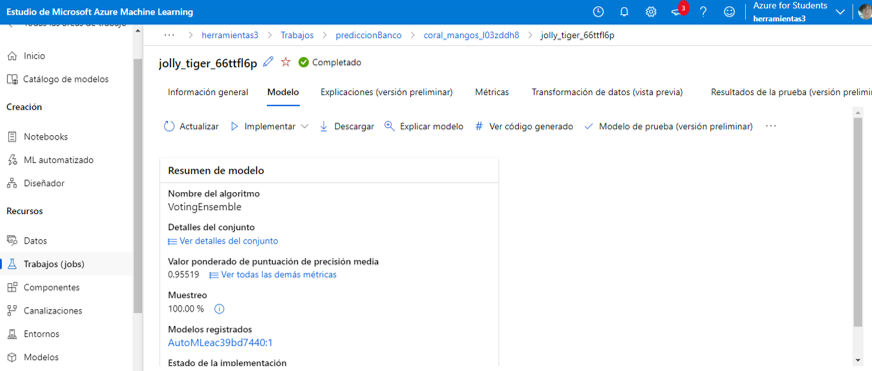 Estudio de Microsoft Azure Machine Learning
3
Azure for Students
herramientas3
Todas las áreas de trabajo
Inicio
Catálogo de modelos
Creación
Notebooks
ML automatizado
Diseñador
Recursos
Datos
Trabajos (jobs)
Componentes
Canalizaciones
Entornos
Modelos
··· > herramientas3 > Trabajos > prediccionBanco > coral_mangos_l03zddh8 > jolly_tiger_66ttfl6p
jolly_tiger_66ttfl6p Completado
Información general Modelo Explicaciones (versión preliminar) Métricas Transformación de datos (vista previa) Resultados de la prueba (versión prelimi
Actualizar Implementar Descargar Explicar modelo # Ver código generado Modelo de prueba (versión preliminar) ···
Resumen de modelo
Nombre del algoritmo
VotingEnsemble
Detalles del conjunto
Ver detalles del conjunto
Valor ponderado de puntuación de precisión media
0.95519 Ver todas las demás métricas
Muestreo
100.00 %
Modelos registrados
AutoMLeac39bd7440:1
Estado de la implementación